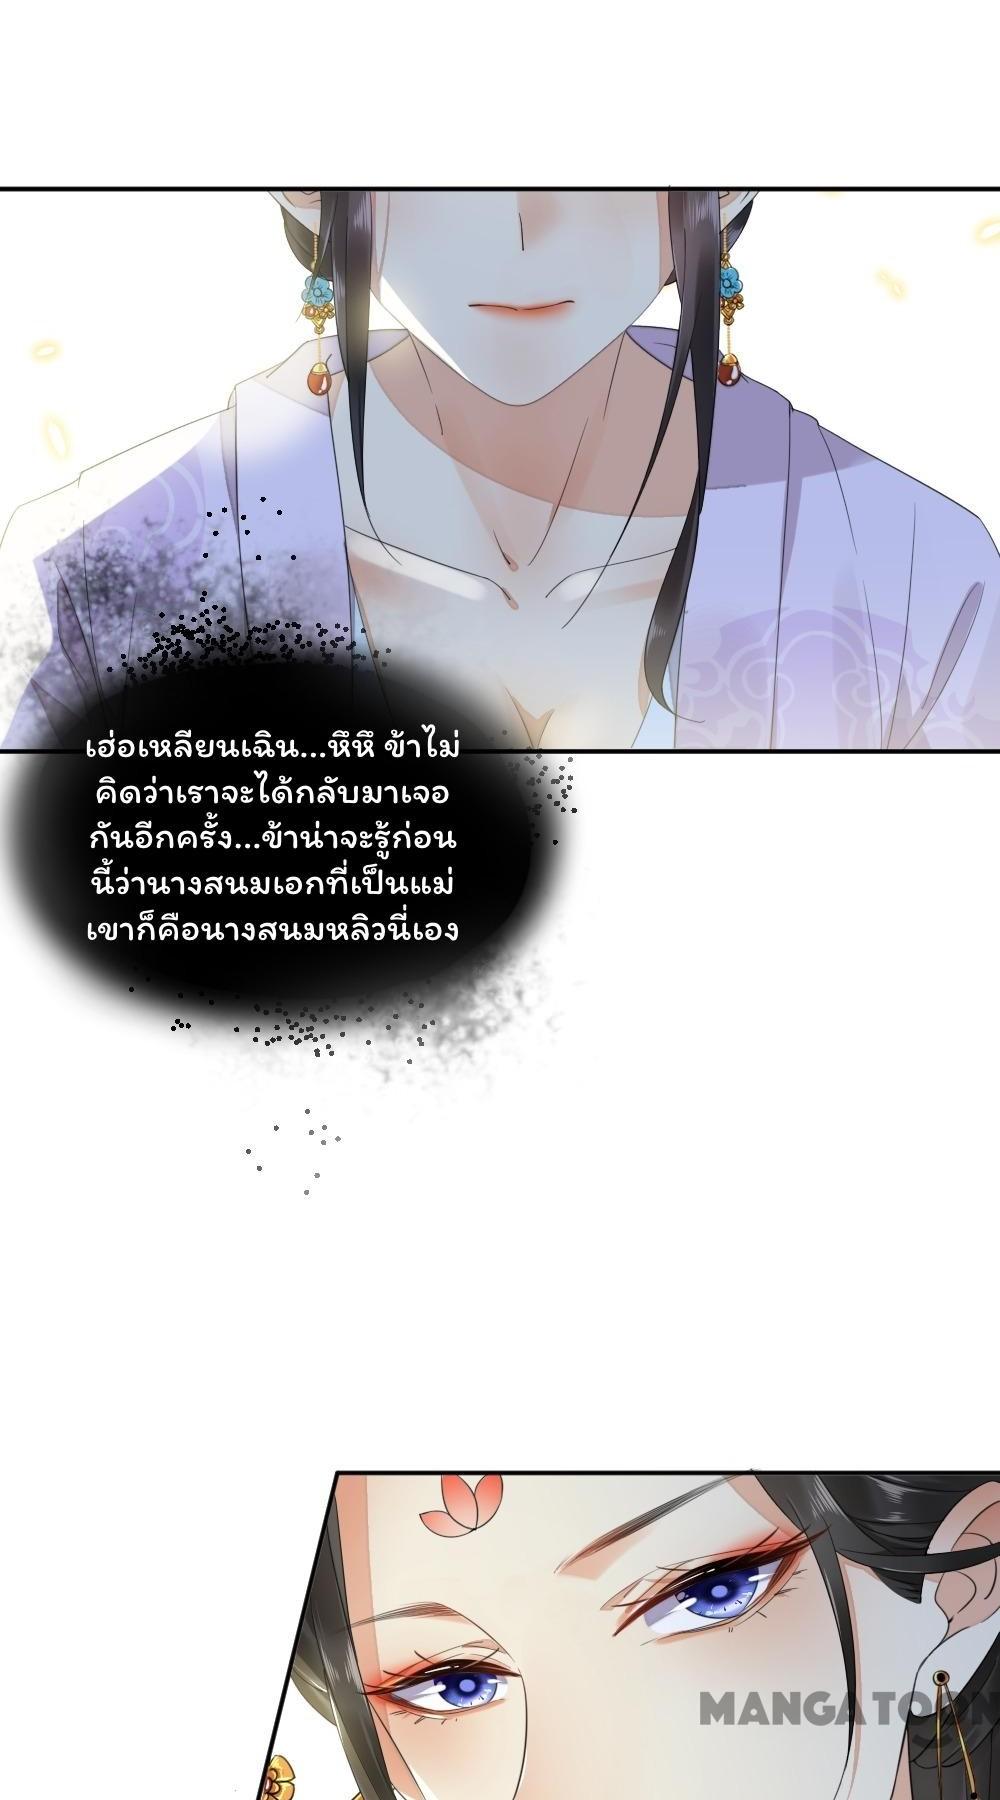 เฮ่อเหลียนเฉิน...หึหึ ข้าไม่
คิดว่าเราจะได้กลับมาเจอ
กันอีกครั้ง...ข้าน่าจะรู้ก่อน
นี้ว่านางสนมเอกที่เป็นแม่
เขาก็คือนางสนมหลิวนี่เอง
MANGATOON